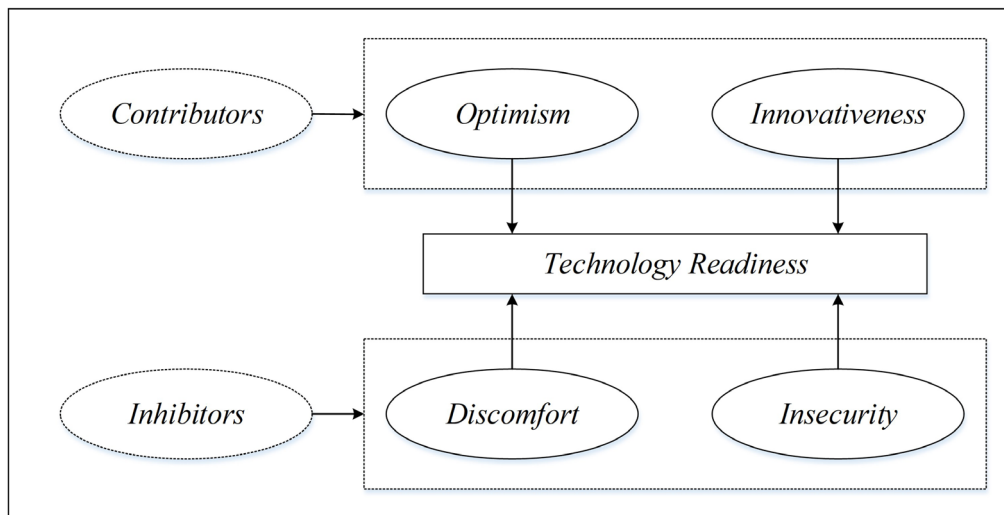 Contributors
Optimism
Innovativeness
Technology Readiness
Inhibitors
Discomfort
Insecurity